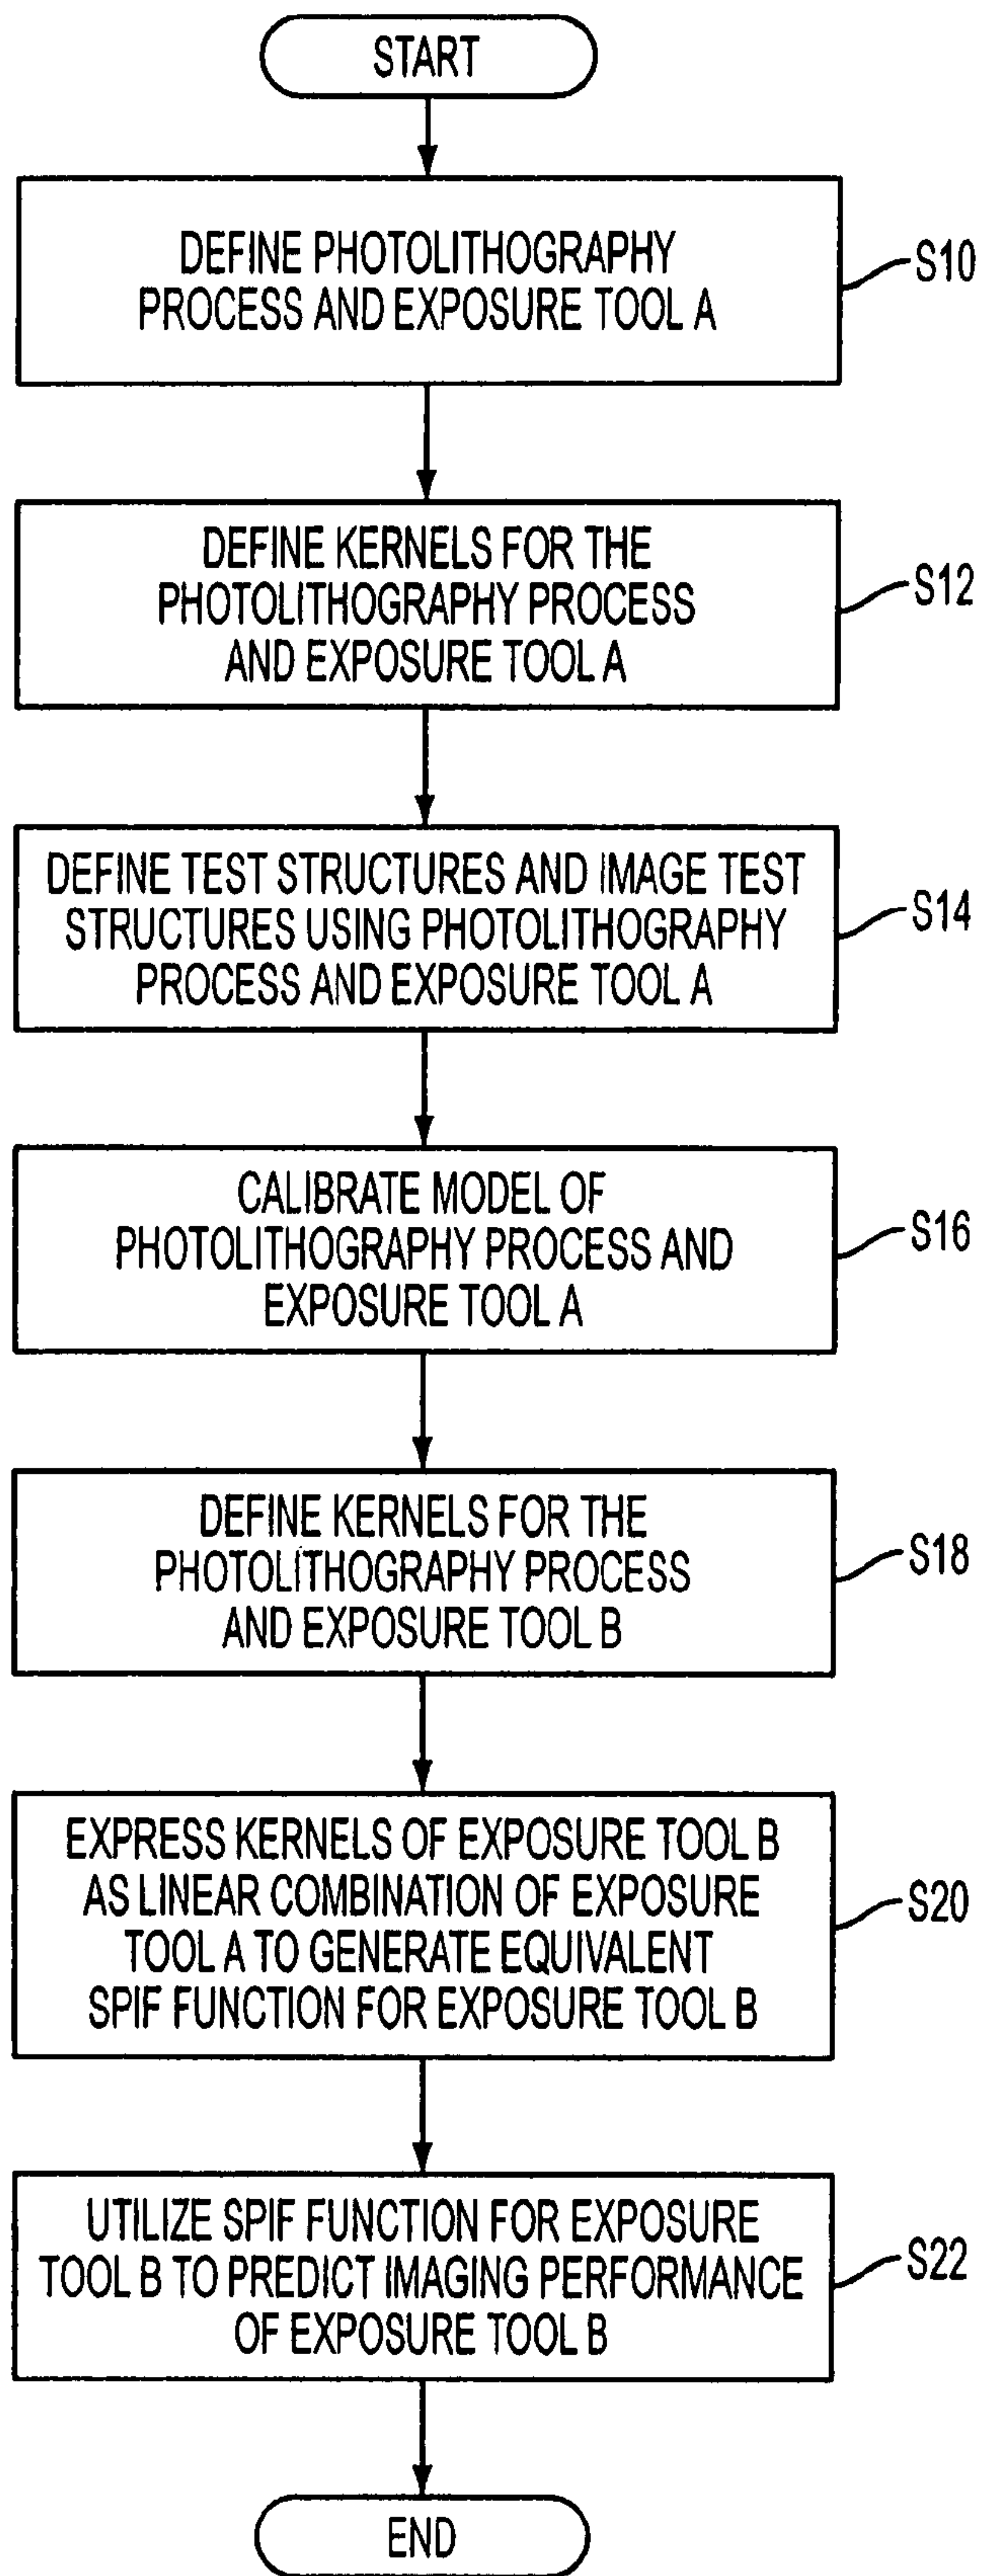 START
DEFINE PHOTOLITHOGRAPHY
PROCESS AND EXPOSURE TOOL A
S10
DEFINE KERNELS FOR THE
PHOTOLITHOGRAPHY PROCESS
AND EXPOSURE TOOL A
S12
DEFINE TEST STRUCTURES AND IMAGE TEST
STRUCTURES USING PHOTOLITHOGRAPHY
PROCESS AND EXPOSURE TOOL A
S14
CALIBRATE MODEL OF
PHOTOLITHOGRAPHY PROCESS AND
EXPOSURE TOOL A
S16
DEFINE KERNELS FOR THE
PHOTOLITHOGRAPHY PROCESS
AND EXPOSURE TOOL B
S18
EXPRESS KERNELS OF EXPOSURE TOOL B
AS LINEAR COMBINATION OF EXPOSURE
TOOL A TO GENERATE EQUIVALENT
SPIF FUNCTION FOR EXPOSURE TOOL B
S20
UTILIZE SPIF FUNCTION FOR EXPOSURE
TOOL B TO PREDICT IMAGING PERFORMANCE
OF EXPOSURE TOOL B
S22
END